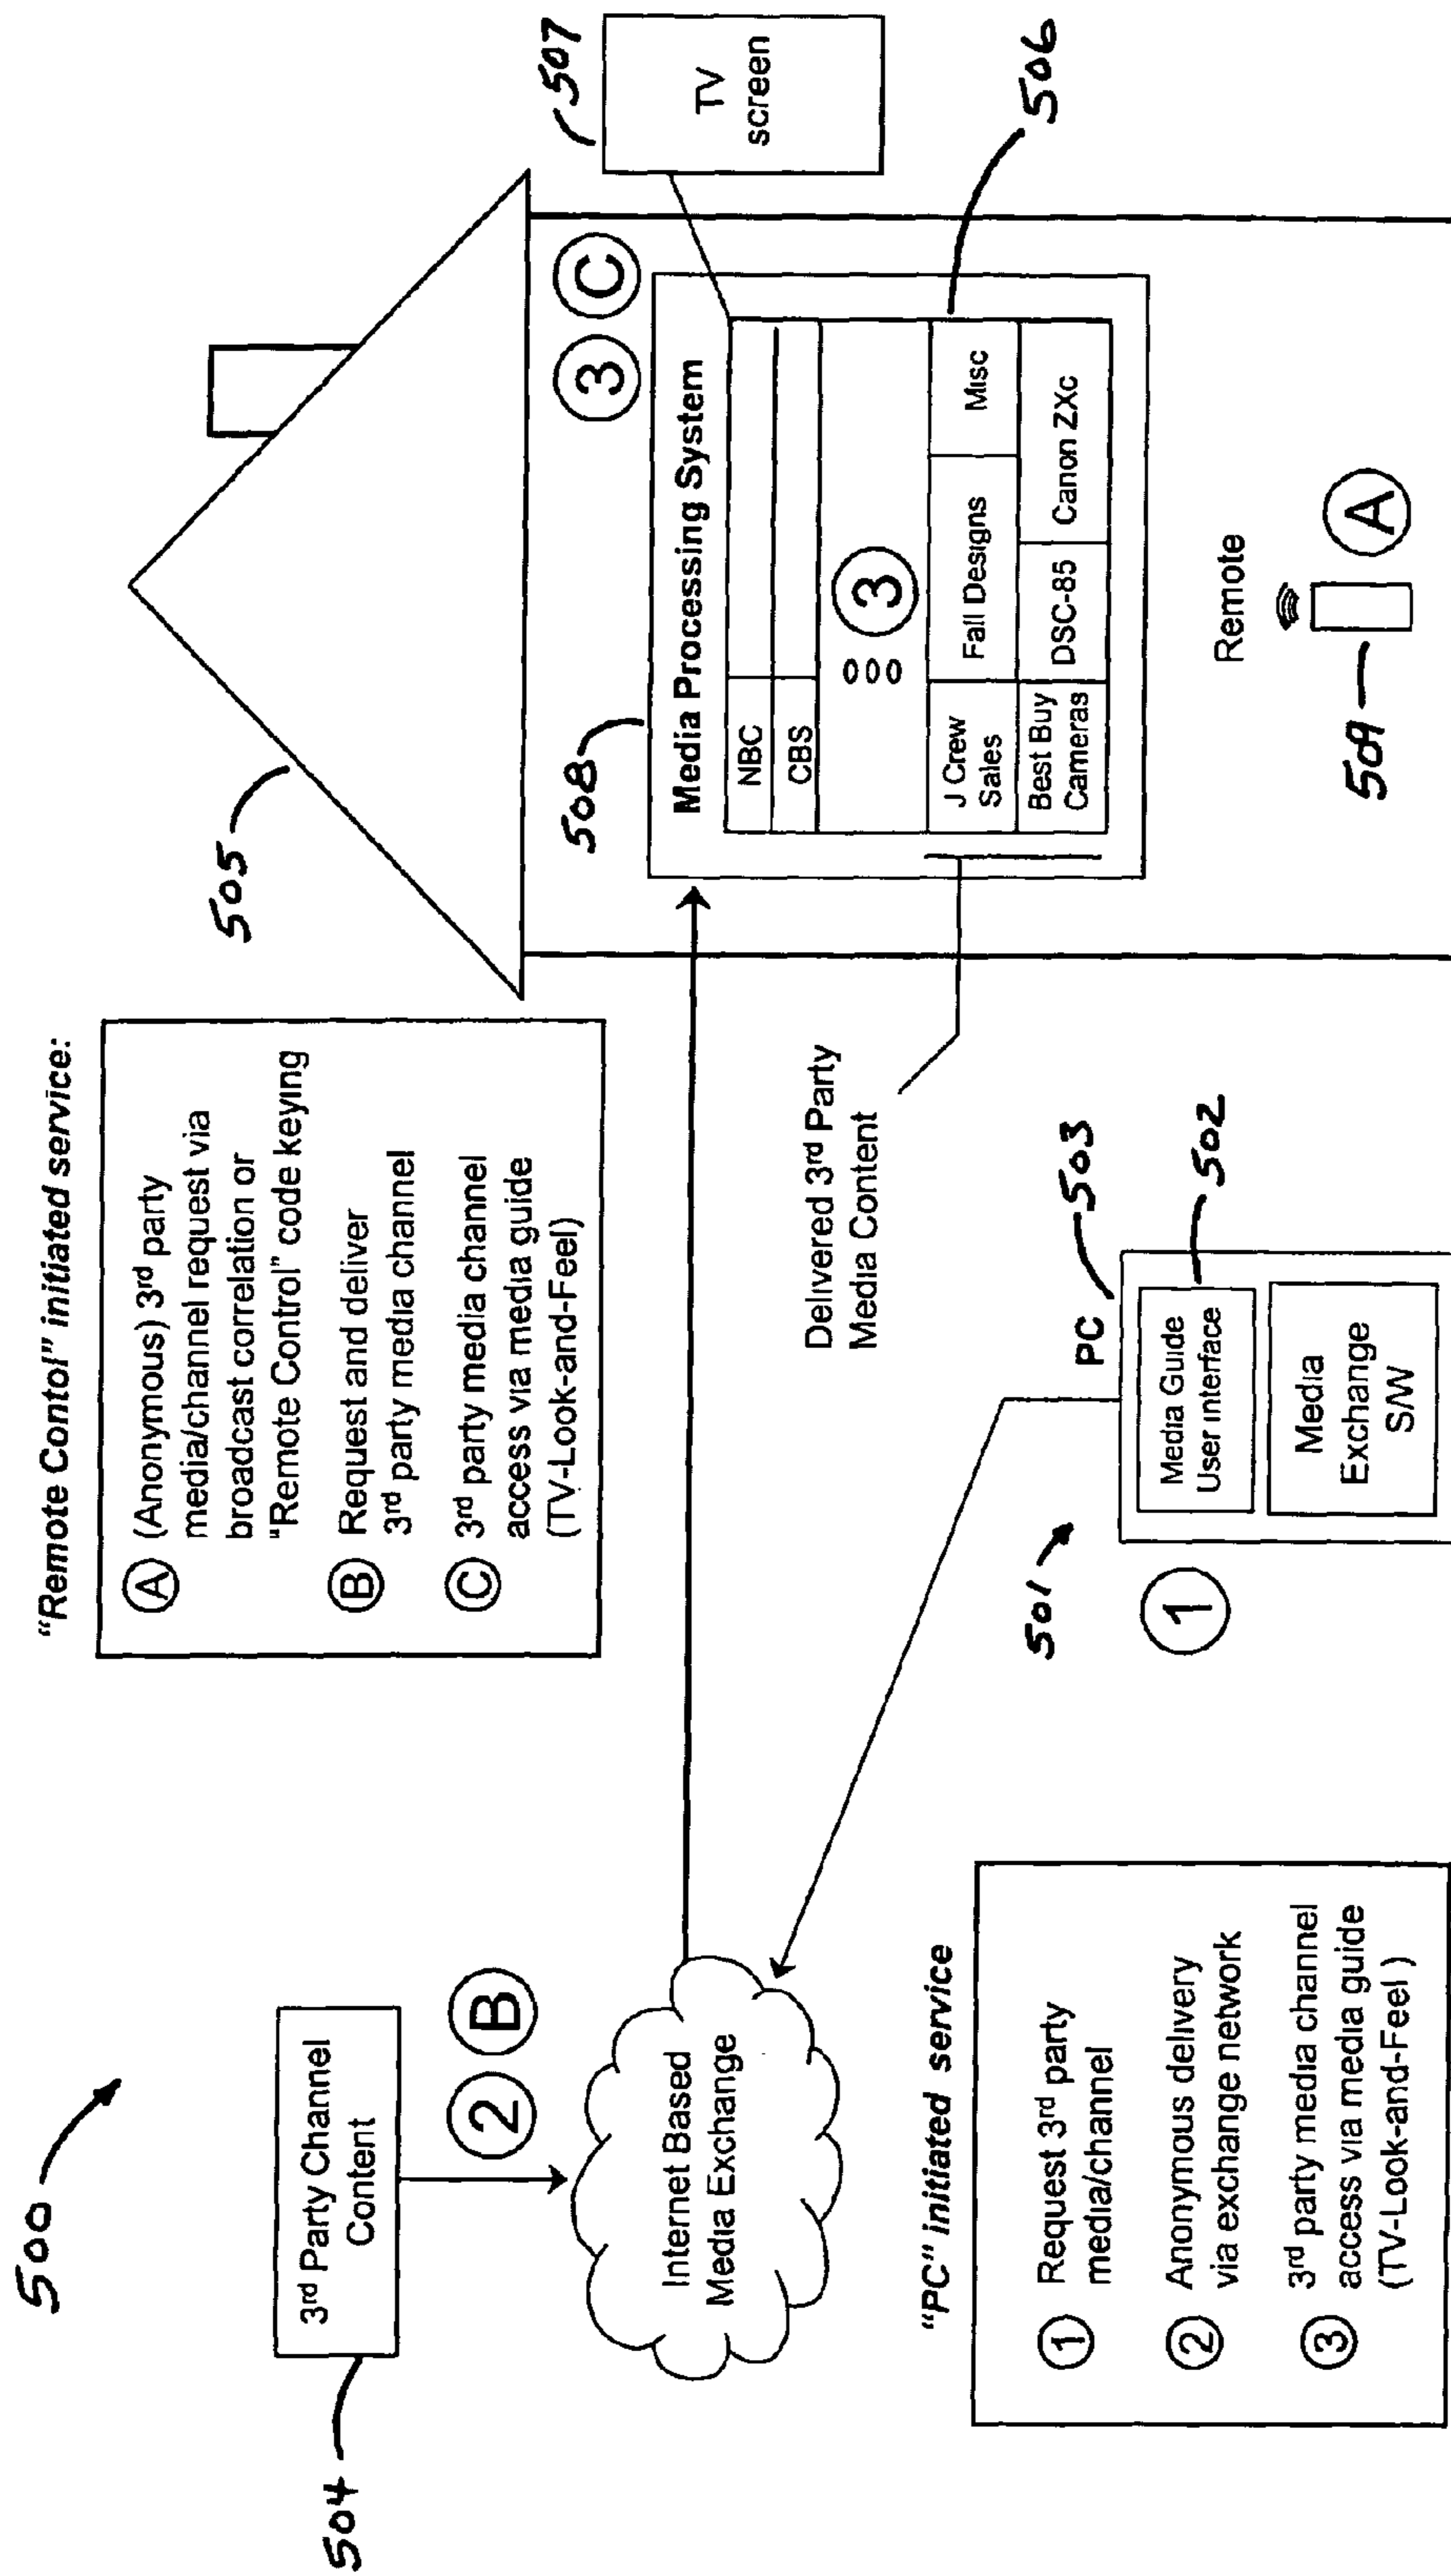 500
504
3rd Party Channel
Content
2
B
Internet Based
Media Exchange
"PC" initiated service
1 Request 3rd party
media/channel
2 Anonymous delivery
via exchange network
3 3rd party media channel
access via media guide
(TV-Look-and-Feel )
"Remote Contol" initiated service:
A (Anonymous) 3rd party
media/channel request via
broadcast correlation or
"Remote Control" code keying
B Request and deliver
3rd party media channel
C 3rd party media channel
access via media guide
(TV-Look-and-Feel)
Delivered 3rd Party
Media Content
501
1
PC
503
502
Media Guide
User interface
Media
Exchange
S/W
505
3
C
508
Media Processing System
NBC
CBS
000
3
J Crew
Sales
Fall Designs
Misc
Best Buy
Cameras
DSC-85
Canon ZXc
507
TV
screen
506
Remote
509
A